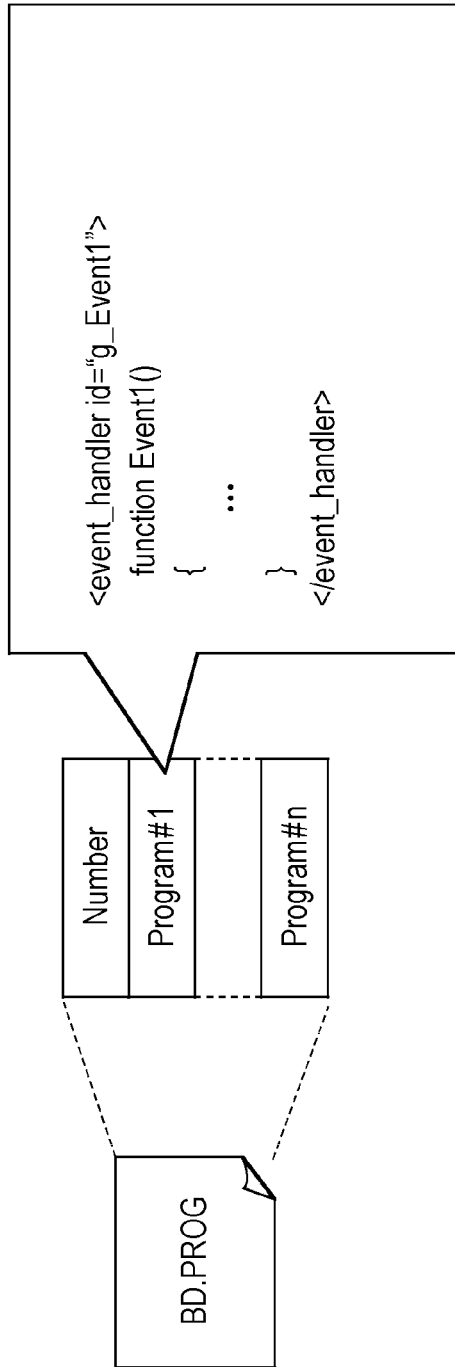 BD.PROG
Number
Program#1
Program#n
<event_handler id=“g_Event1”>
function Event1()
{
...
}
</event_handler>